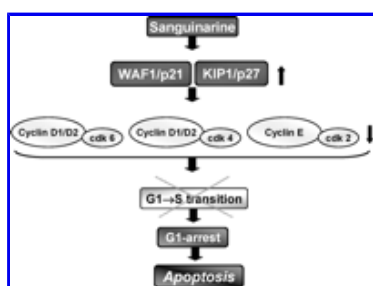 Sanguinarine
WAF1/p21 KIP1/p27
Cyclin D1/D2 cdk 6 Cyclin D1/D2 cdk 4 Cyclin E cdk 2
G1→S transition
G1-arrest
Apoptosis